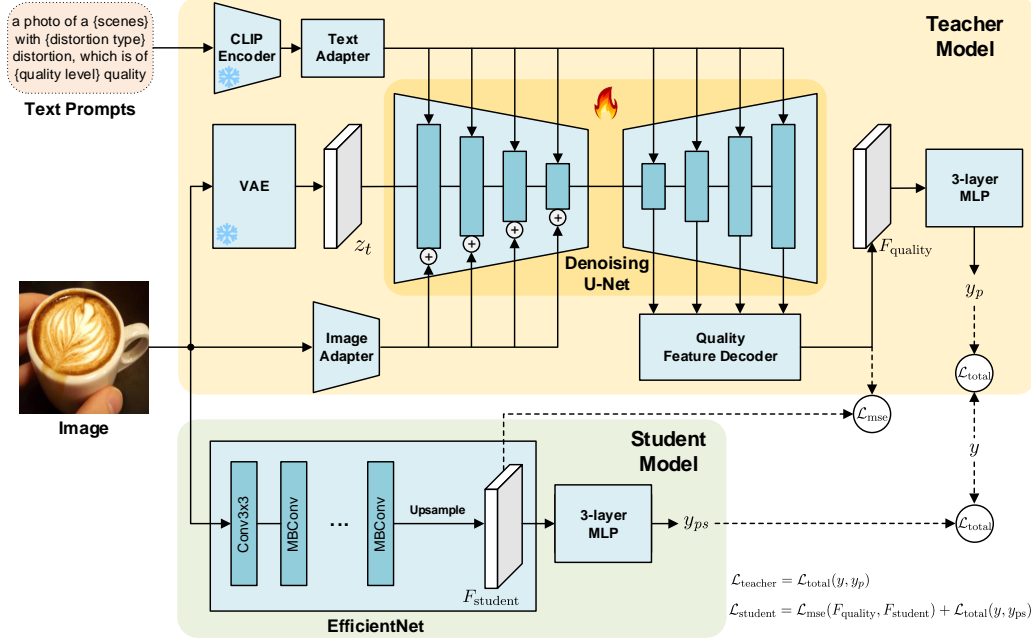 a photo of a {scenes}
with {distortion type}
distortion, which is of
{quality level} quality
Text Prompts
CLIP
Encoder
Text
Adapter
Teacher
Model
VAE
z_t
Denoising
U-Net
F_quality
3-layer
MLP
y_p
Image
Adapter
Quality
Feature Decoder
ℒ_total
ℒ_mse
Image
Student
Model
y
Conv3x3
MBConv
...
MBConv
Upsample
F_student
3-layer
MLP
y_ps
ℒ_total
EfficientNet
ℒ_teacher = ℒ_total(y, y_p)
ℒ_student = ℒ_mse(F_quality, F_student) + ℒ_total(y, y_ps)